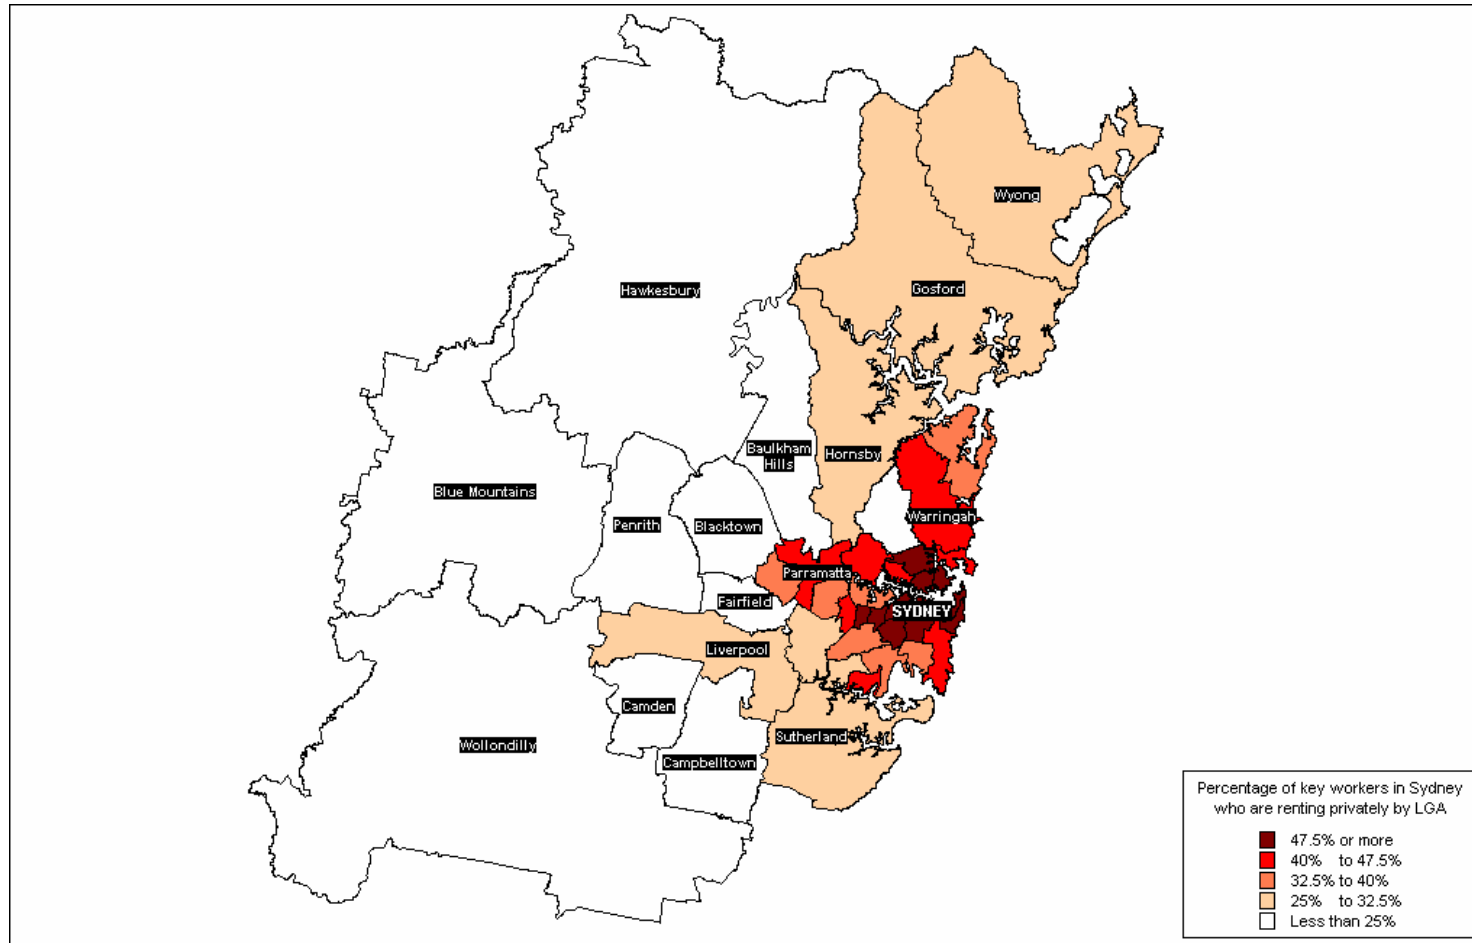 Wyong
Gosford
Hawkesbury
Baulkham
Hills
Hornsby
Blue Mountains
Penrith
Blacktown
Warringah
Parramatta
Fairfield
SYDNEY
Liverpool
Camden
Wollondilly
Campbelltown
Sutherland
Percentage of key workers in Sydney
who are renting privately by LGA
47.5% or more
40% to 47.5%
32.5% to 40%
25% to 32.5%
Less than 25%